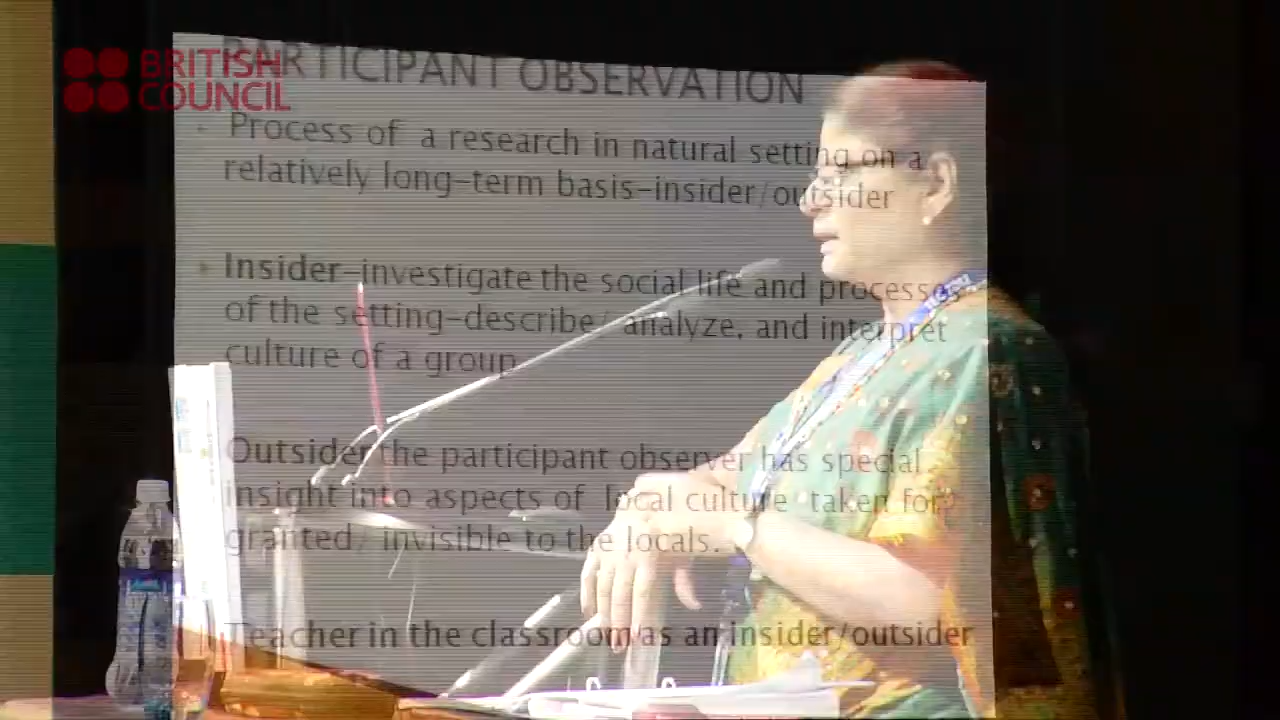 BRITISH
COUNCIL
PARTICIPANT OBSERVATION
Process of a research in natural setting on a
relatively long-term basis-insider/outsider
Insider-investigate the social life and processes
of the setting-describe/ analyze, and interpret
culture of a group
Outsider the participant observer has special
insight into aspects of local culture taken for?
granted/ invisible to the locals.
Teacher in the classroom as an insider/outsider